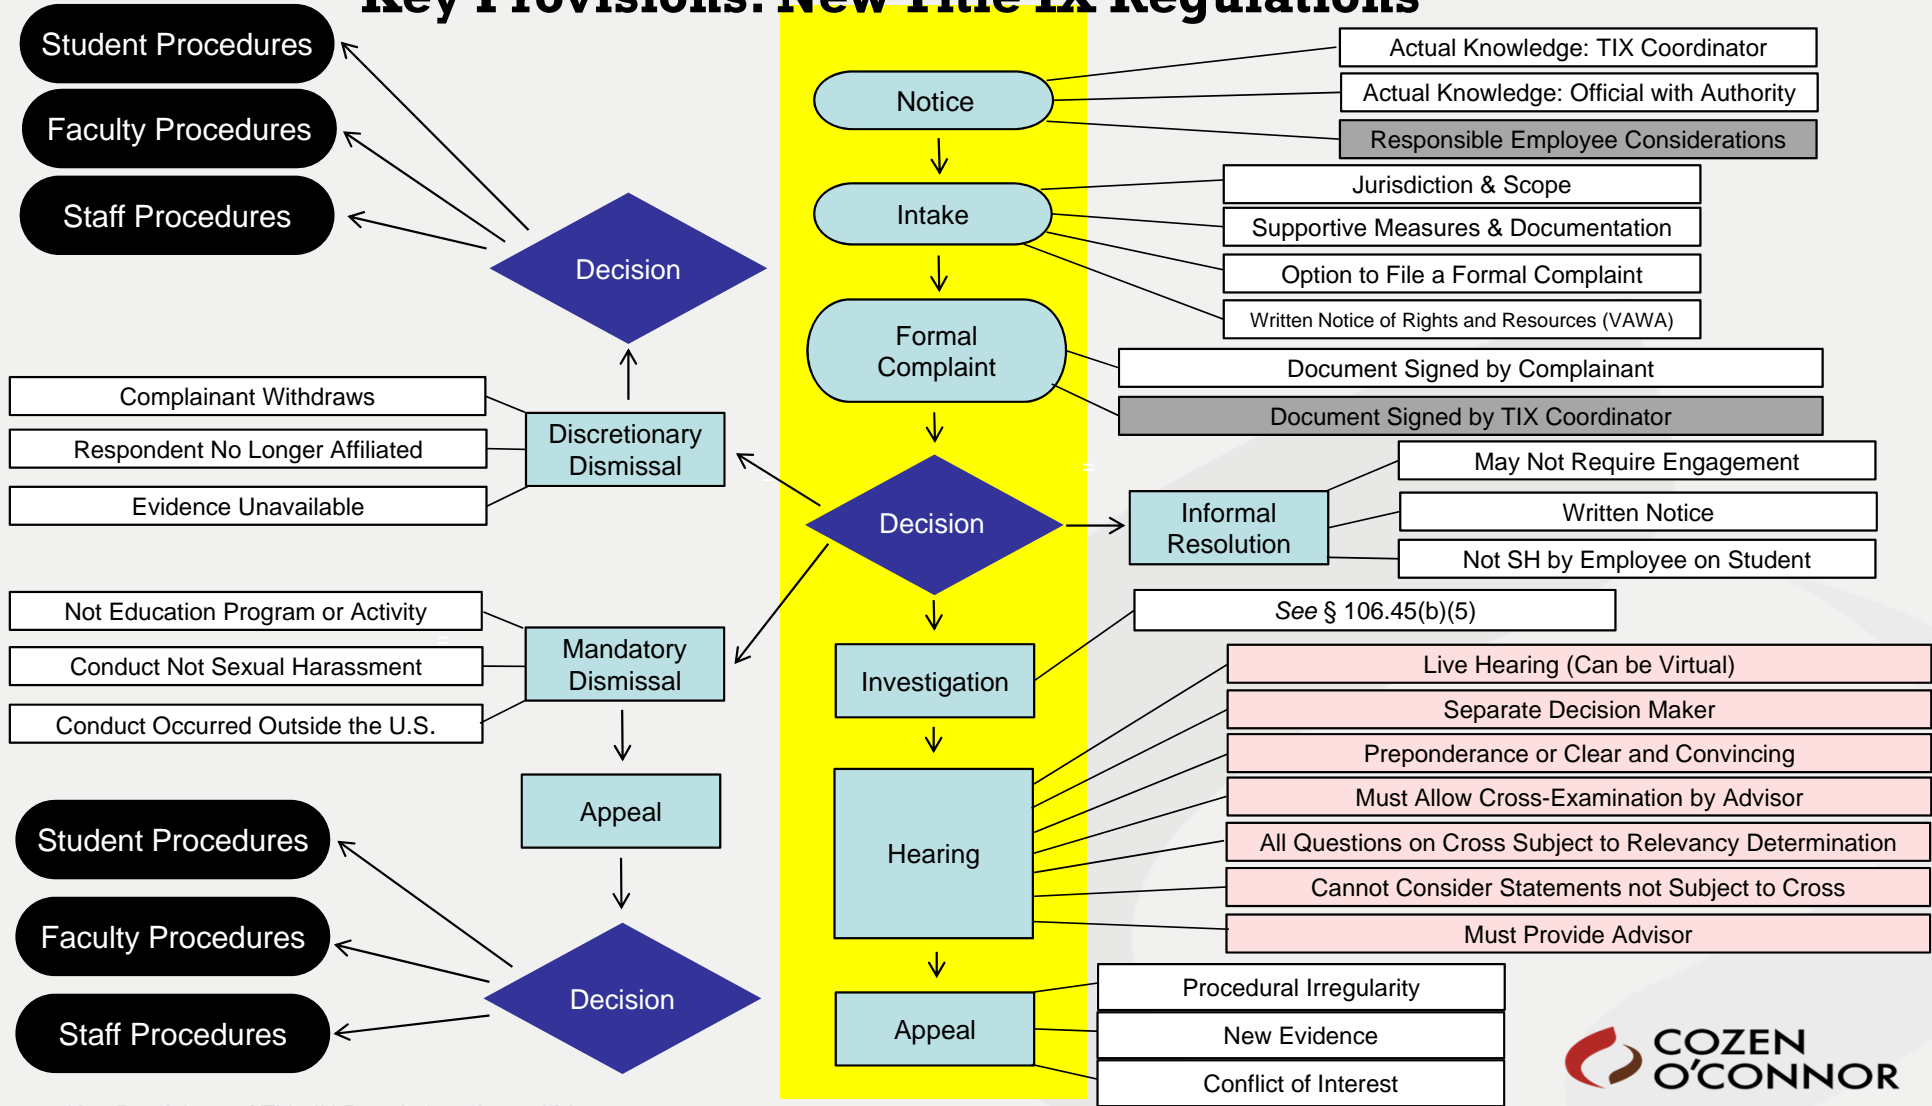 Key Provisions: New Title IX Regulations
Student Procedures
Faculty Procedures
Staff Procedures
Decision
Notice
Actual Knowledge: TIX Coordinator
Actual Knowledge: Official with Authority
Responsible Employee Considerations
Intake
Jurisdiction & Scope
Supportive Measures & Documentation
Option to File a Formal Complaint
Written Notice of Rights and Resources (VAWA)
Formal
Complaint
Document Signed by Complainant
Document Signed by TIX Coordinator
Complainant Withdraws
Respondent No Longer Affiliated
Evidence Unavailable
Discretionary
Dismissal
Decision
Informal
Resolution
May Not Require Engagement
Written Notice
Not SH by Employee on Student
Not Education Program or Activity
Conduct Not Sexual Harassment
Conduct Occurred Outside the U.S.
Mandatory
Dismissal
Investigation
See § 106.45(b)(5)
Appeal
Hearing
Live Hearing (Can be Virtual)
Separate Decision Maker
Preponderance or Clear and Convincing
Must Allow Cross-Examination by Advisor
All Questions on Cross Subject to Relevancy Determination
Cannot Consider Statements not Subject to Cross
Must Provide Advisor
Student Procedures
Faculty Procedures
Staff Procedures
Decision
Appeal
Procedural Irregularity
New Evidence
Conflict of Interest
COZEN
O'CONNOR